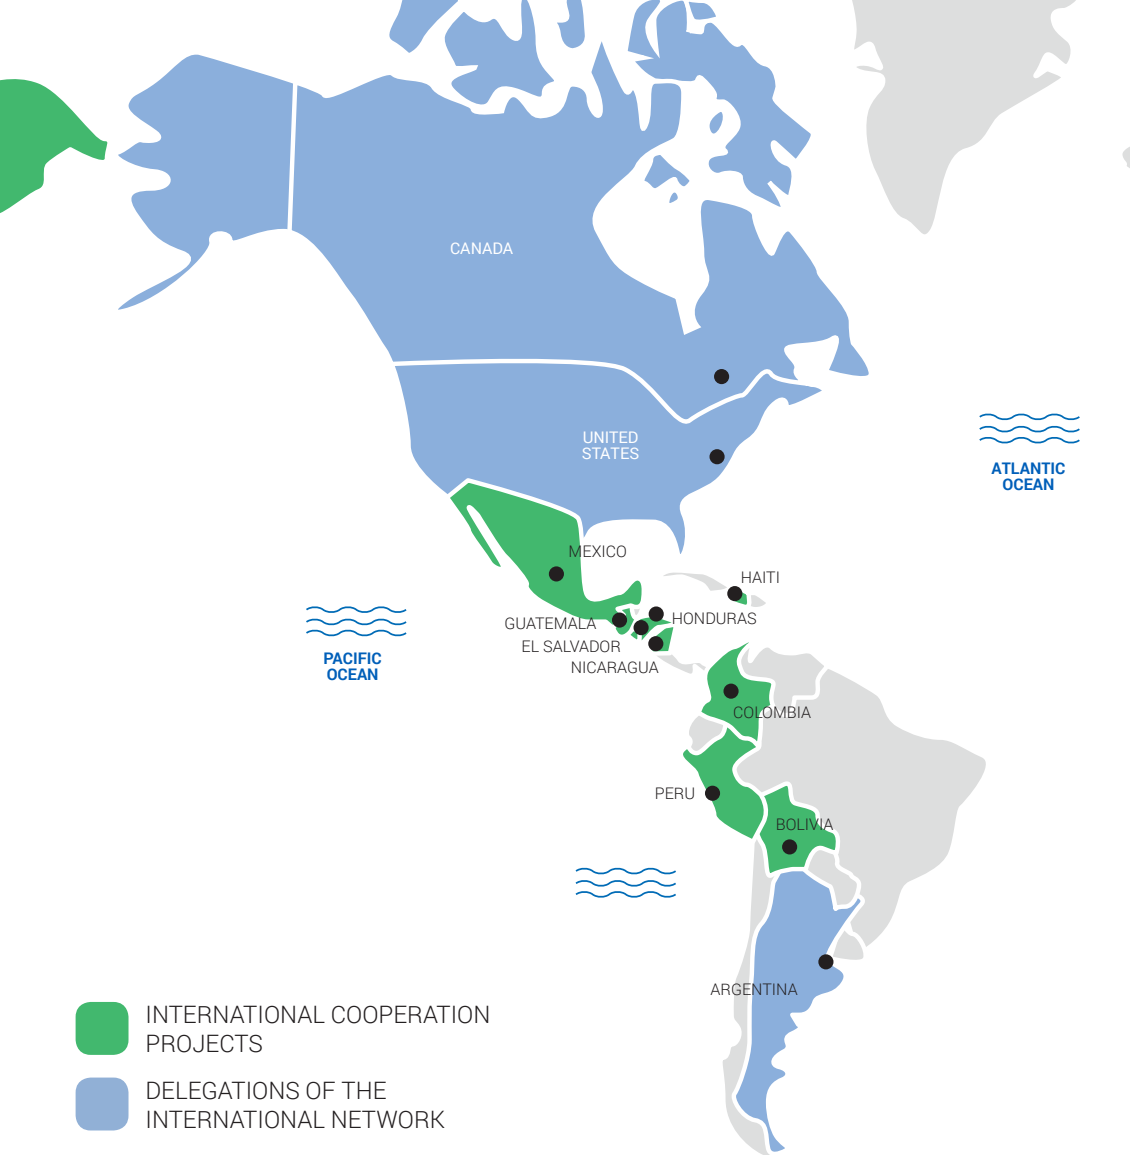 CANADA
UNITED
STATES
ATLANTIC
OCEAN
MEXICO
HAITI
GUATEMALA
HONDURAS
EL SALVADOR
NICARAGUA
PACIFIC
OCEAN
COLOMBIA
PERU
BOLIVIA
ARGENTINA
INTERNATIONAL COOPERATION
PROJECTS
DELEGATIONS OF THE
INTERNATIONAL NETWORK